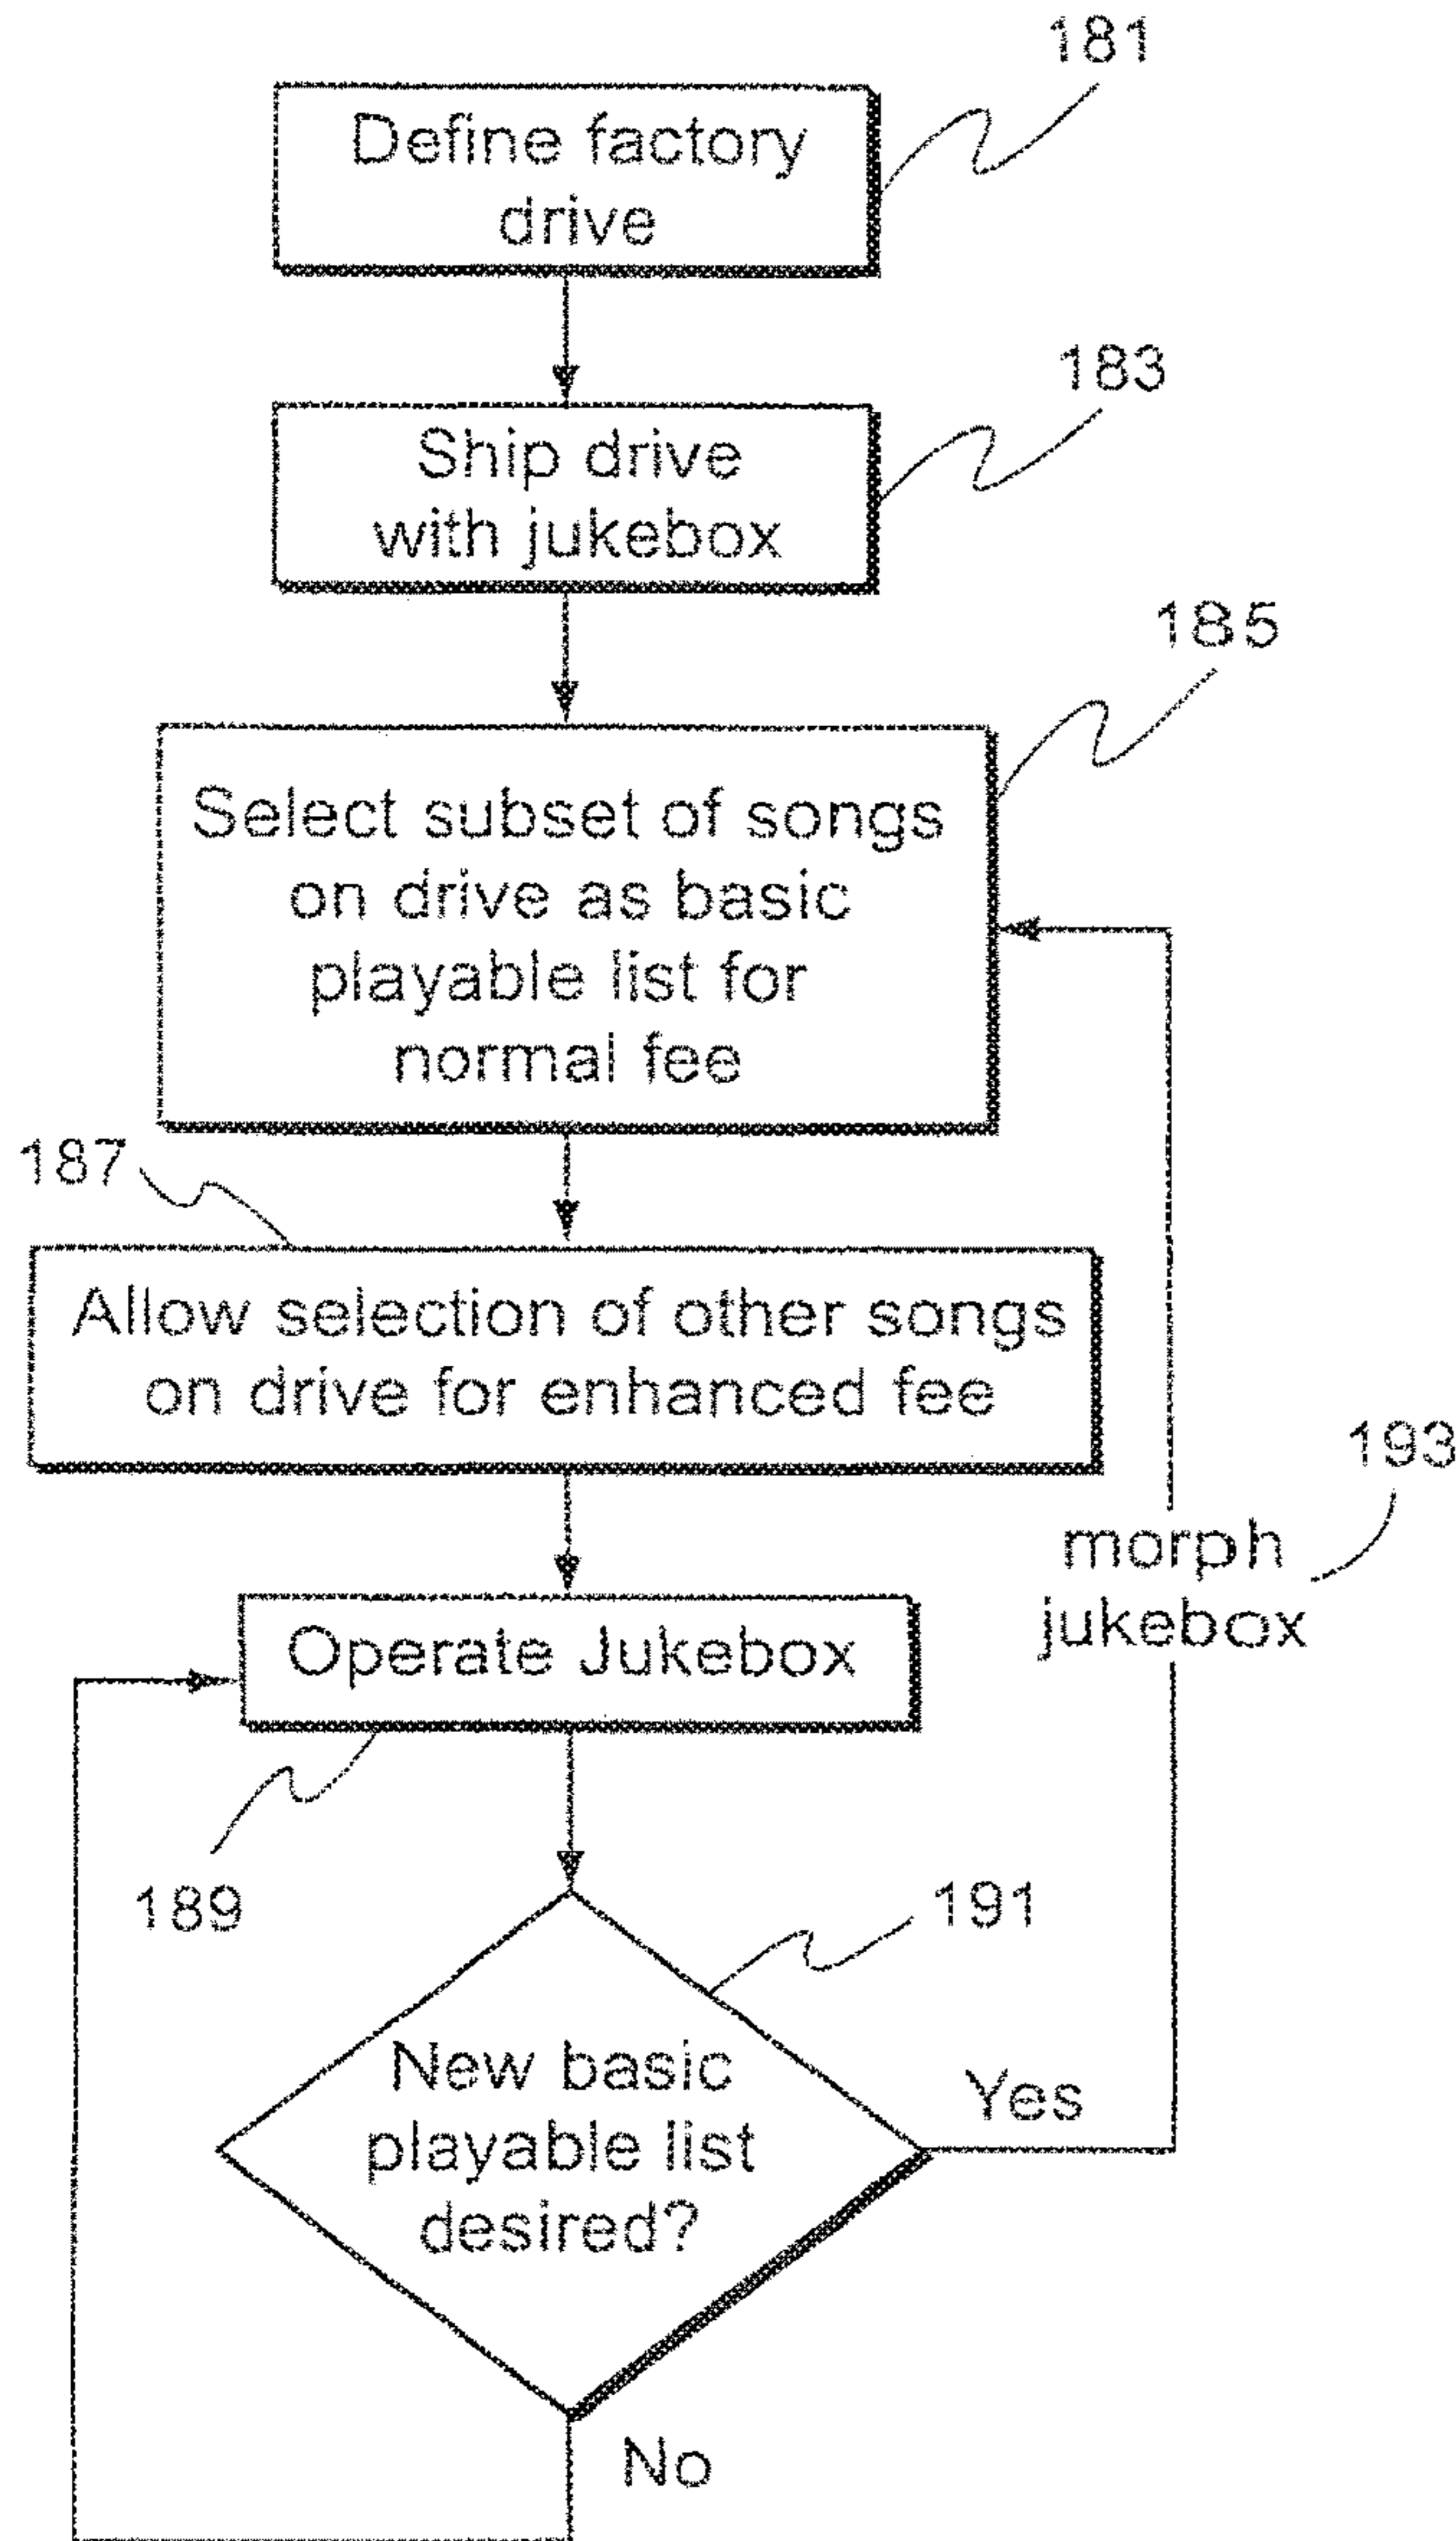 181
Define factory
drive
183
Ship drive
with jukebox
185
Select subset of songs
on drive as basic
playable list for
normal fee
187
Allow selection of other songs
on drive for enhanced fee
193
morph
jukebox
Operate Jukebox
189
191
New basic
playable list
desired?
Yes
No